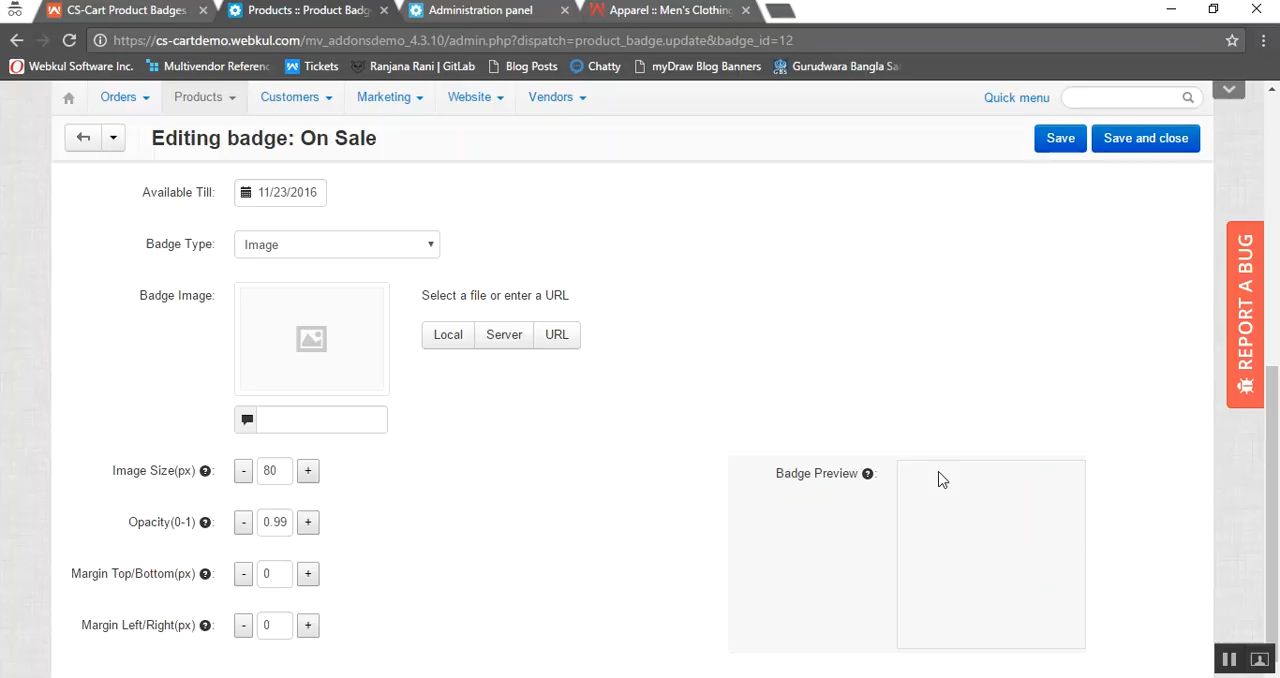 CS-Cart Product Badges
Products :: Product Badg
Administration panel
Apparel :: Men's Clothing
https://cs-cartdemo.webkul.com/mv_addonsdemo_4.3.10/admin.php?dispatch=product_badge.update&badge_id=12
Webkul Software Inc.
Multivendor Referenc
Tickets
Ranjana Rani | GitLab
Blog Posts
Chatty
myDraw Blog Banners
Gurudwara Bangla Sa
Orders
Products
Customers
Marketing
Website
Vendors
Quick menu
Editing badge: On Sale
Save
Save and close
Available Till:
11/23/2016
Badge Type:
Image
Badge Image:
Select a file or enter a URL
Local
Server
URL
REPORT A BUG
Image Size(px) ?:
- 80 +
Badge Preview ?:
Opacity(0-1) ?:
- 0.99 +
Margin Top/Bottom(px) ?:
- 0 +
Margin Left/Right(px) ?:
- 0 +